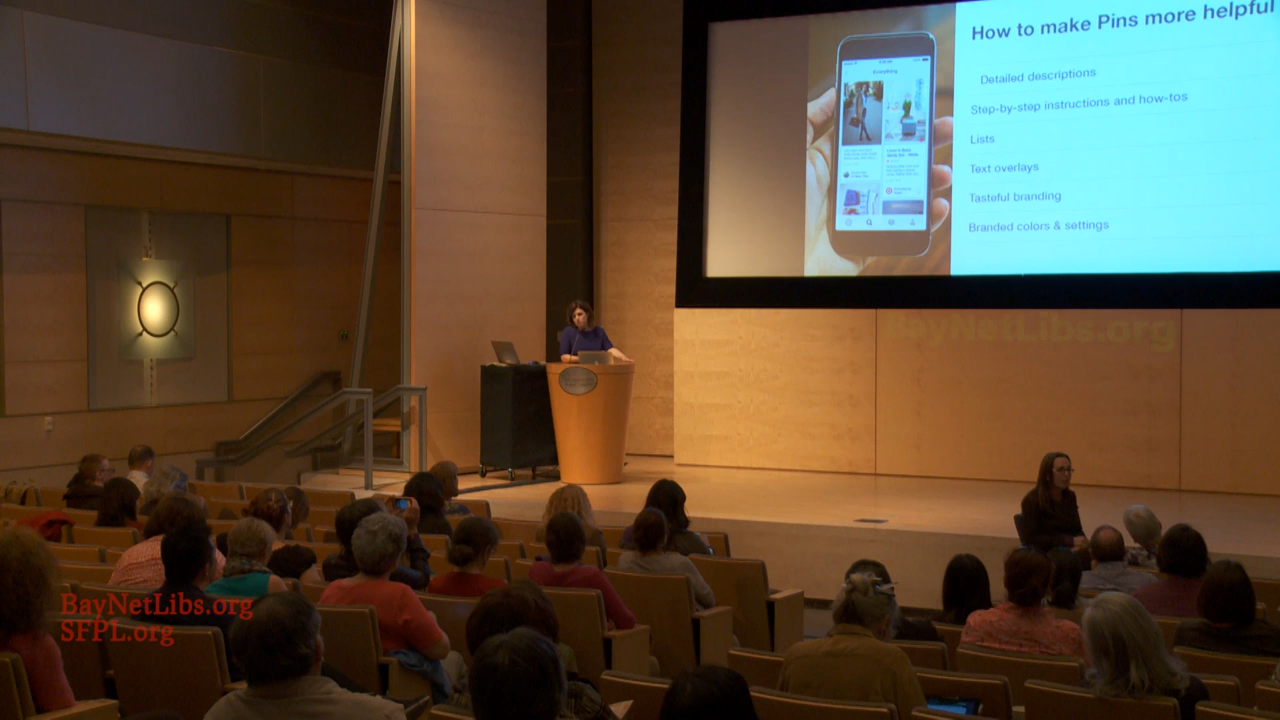 How to make Pins more helpful
Detailed descriptions
Step-by-step instructions and how-tos
Lists
Text overlays
Tasteful branding
Branded colors & settings
Everything
BayNetLibs.org
BayNetLibs.org
SFPL.org